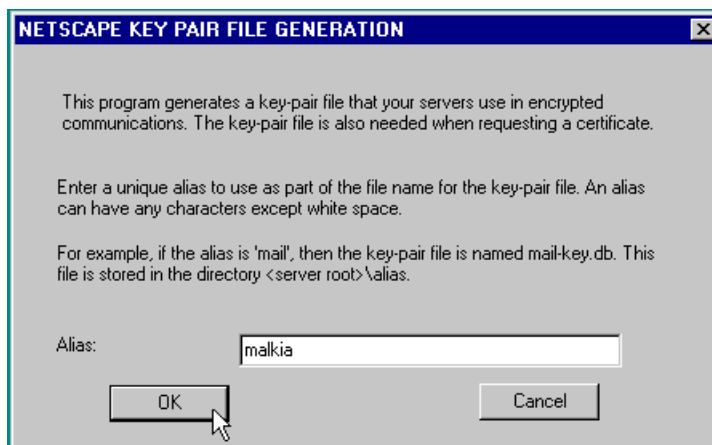 NETSCAPE KEY PAIR FILE GENERATION
This program generates a key-pair file that your servers use in encrypted
communications. The key-pair file is also needed when requesting a certificate.
Enter a unique alias to use as part of the file name for the key-pair file. An alias
can have any characters except white space.
For example, if the alias is 'mail', then the key-pair file is named mail-key.db. This
file is stored in the directory <server root>\alias.
Alias:
malkia
OK
Cancel